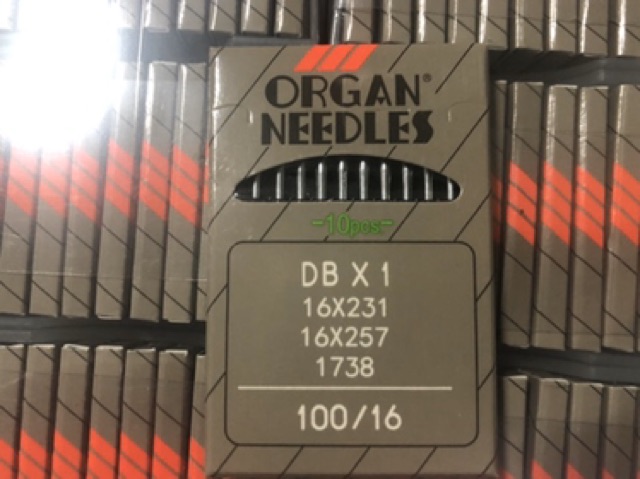 ORGAN®
NEEDLES
-10pcs-
DB X 1
16X231
16X257
1738
100/16